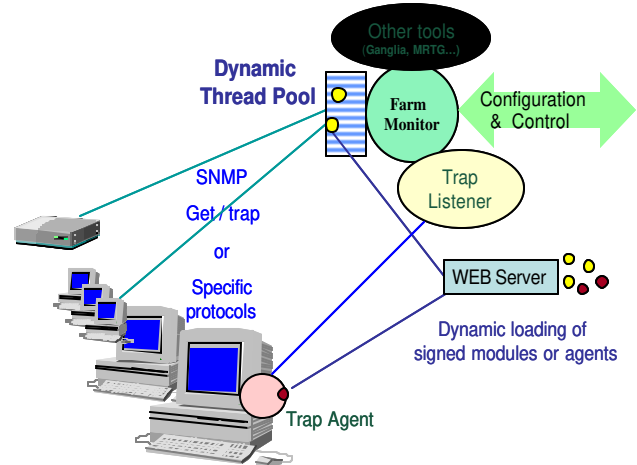 Other tools
(Ganglia, MRTG...)
Dynamic
Thread Pool
Farm
Monitor
Configuration
& Control
Trap
Listener
SNMP
Get / trap
or
Specific
protocols
WEB Server
Dynamic loading of
signed modules or agents
Trap Agent